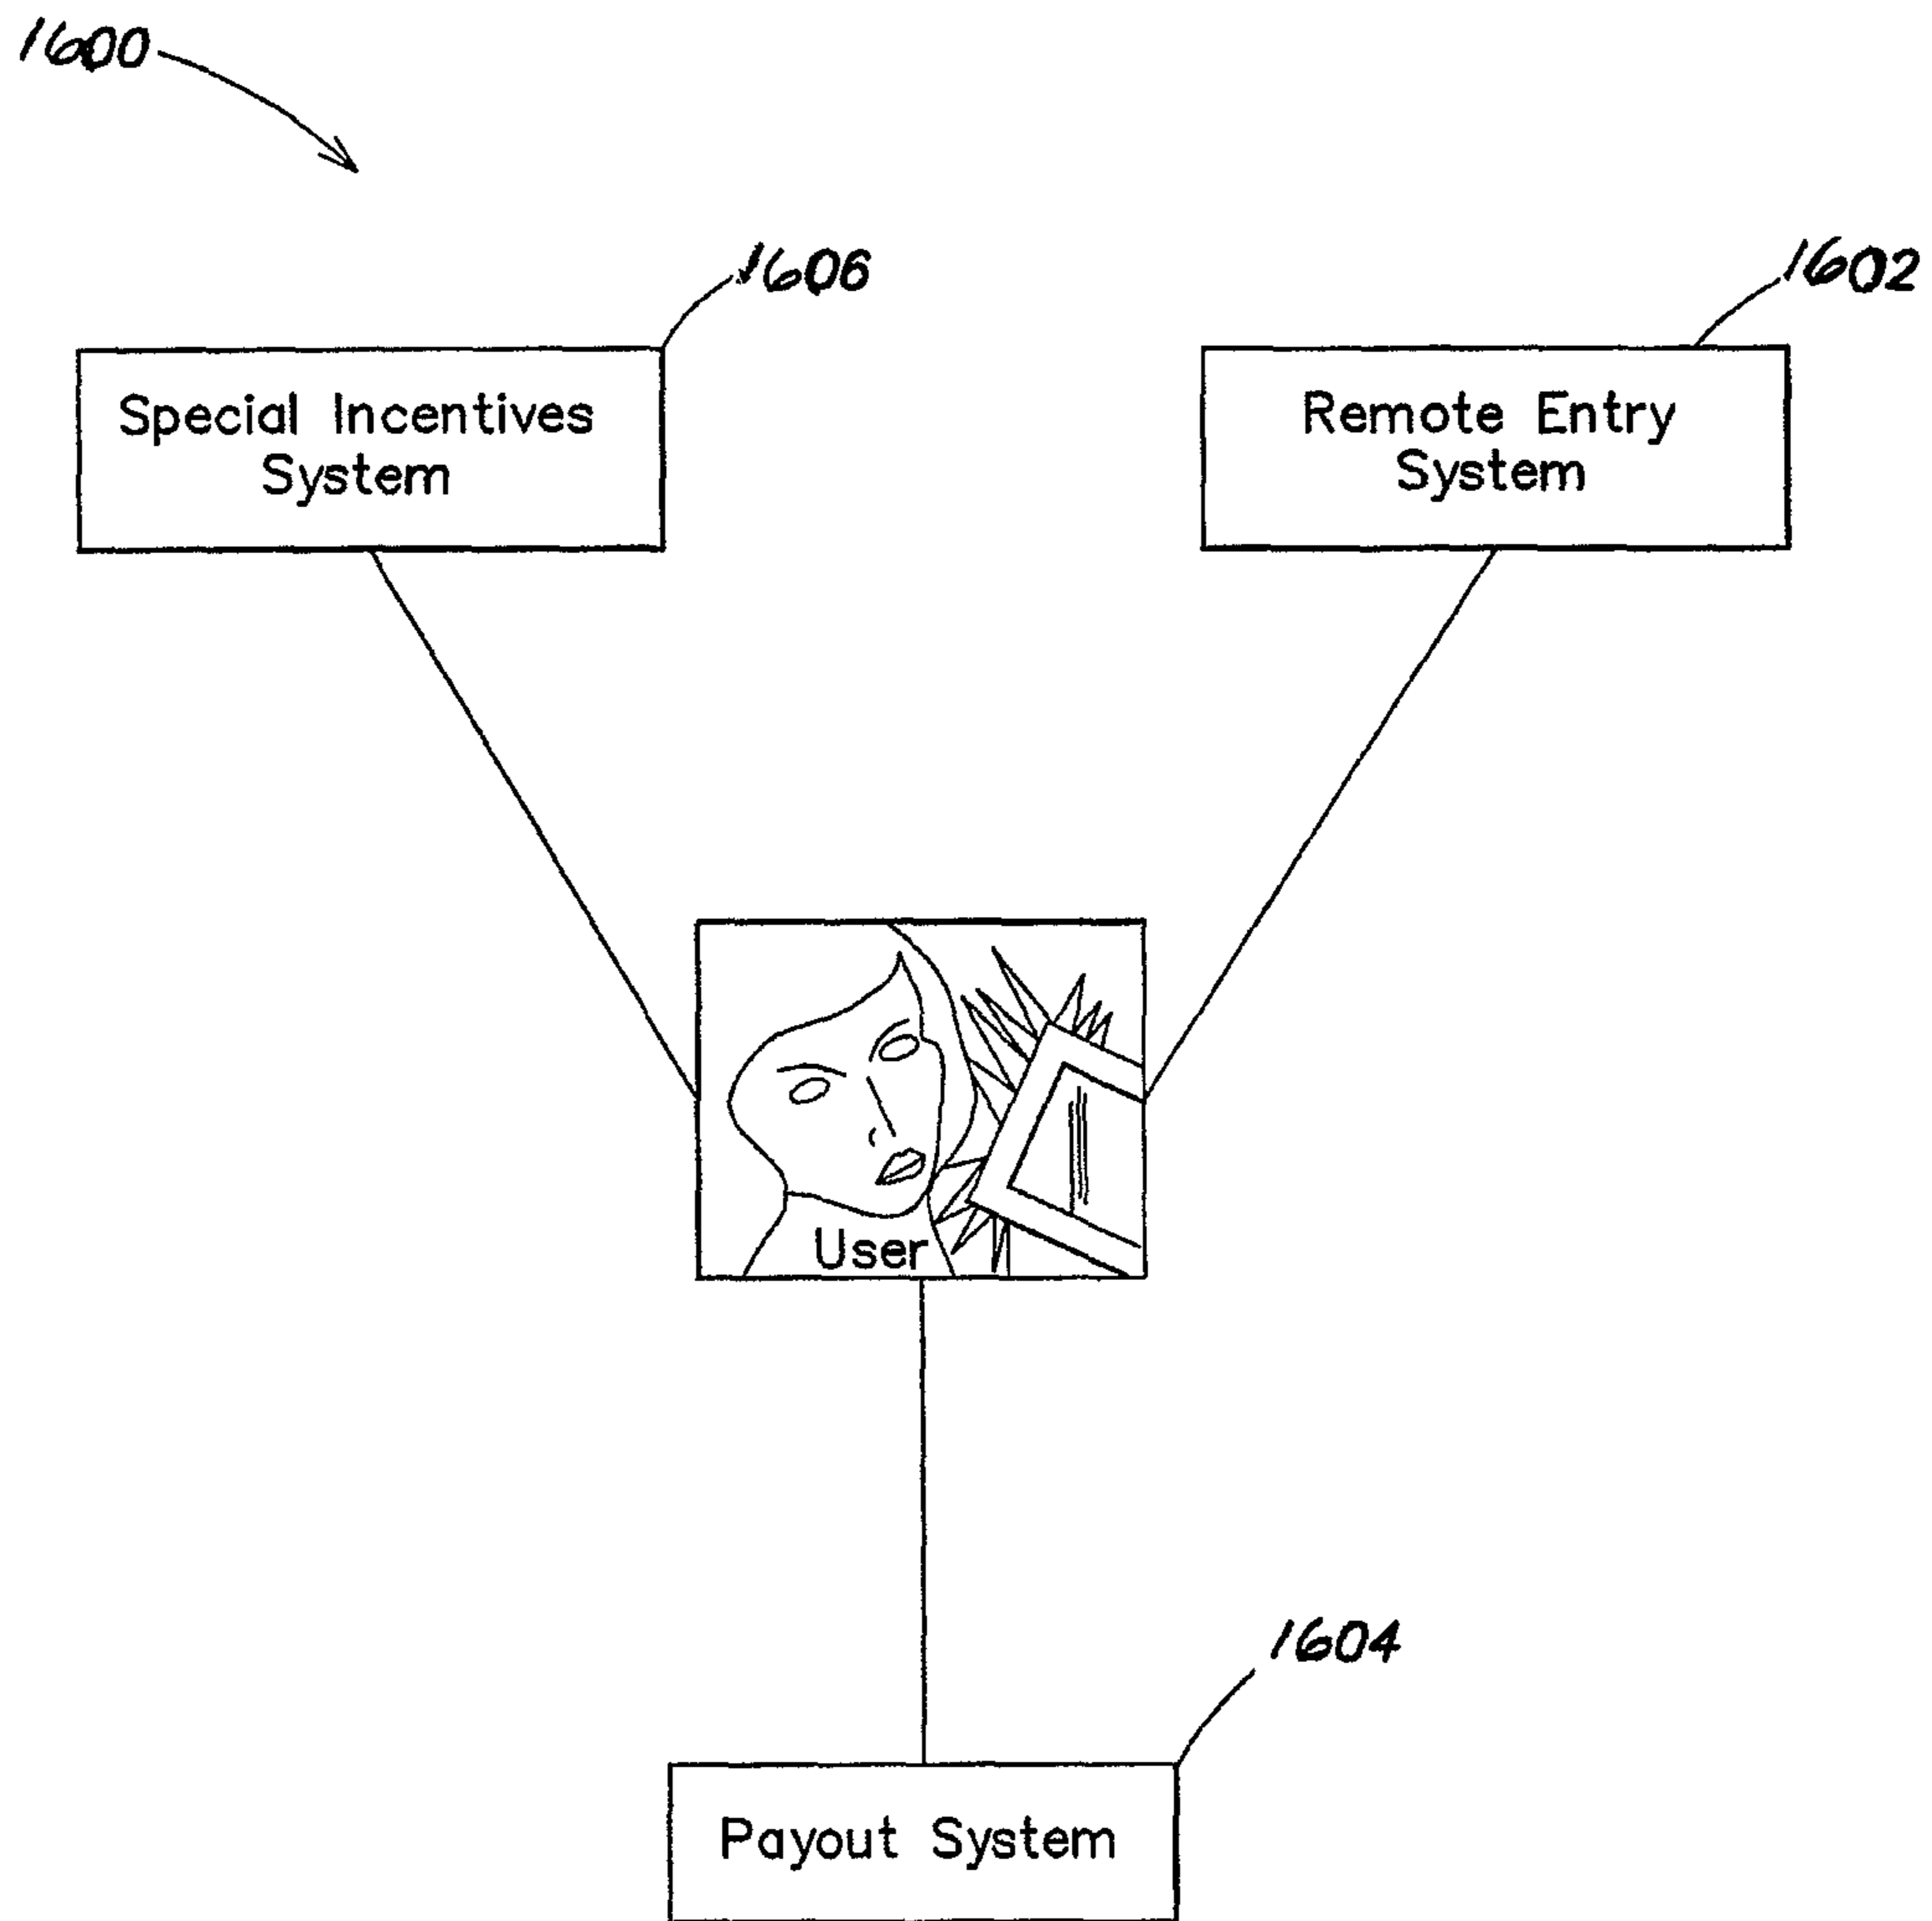 1600
1606
1602
Special Incentives
System
Remote Entry
System
User
1604
Payout System